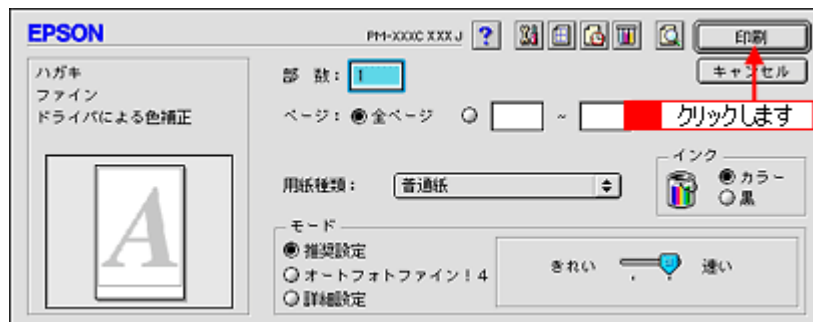 EPSON
PM-XXXC XXX J ? 印刷
キャンセル
ハガキ
ファイン
ドライバによる色補正
A
部 数: 1
ページ: 全ページ ~
クリックします
用紙種類: 普通紙
インク
カラー
黒
モード
推奨設定
オートフォトファイン!4
詳細設定
きれい 速い